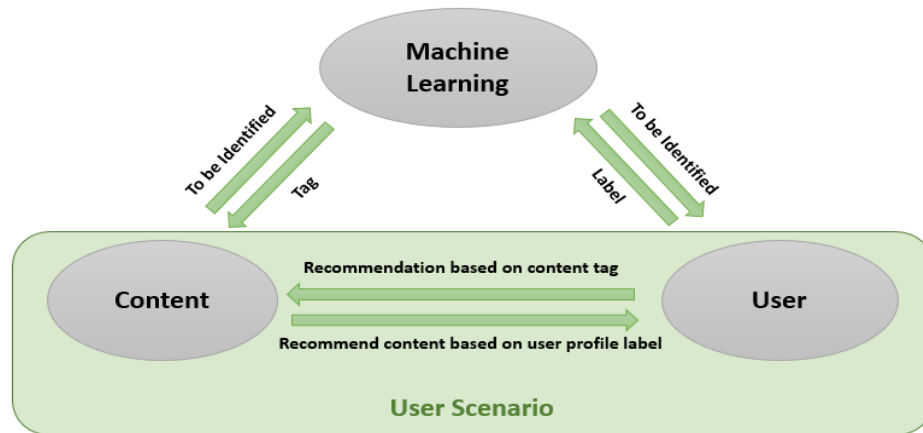 Machine
Learning
To be Identified
Tag
Label
To be Identified
Content
Recommendation based on content tag
Recommend content based on user profile label
User
User Scenario